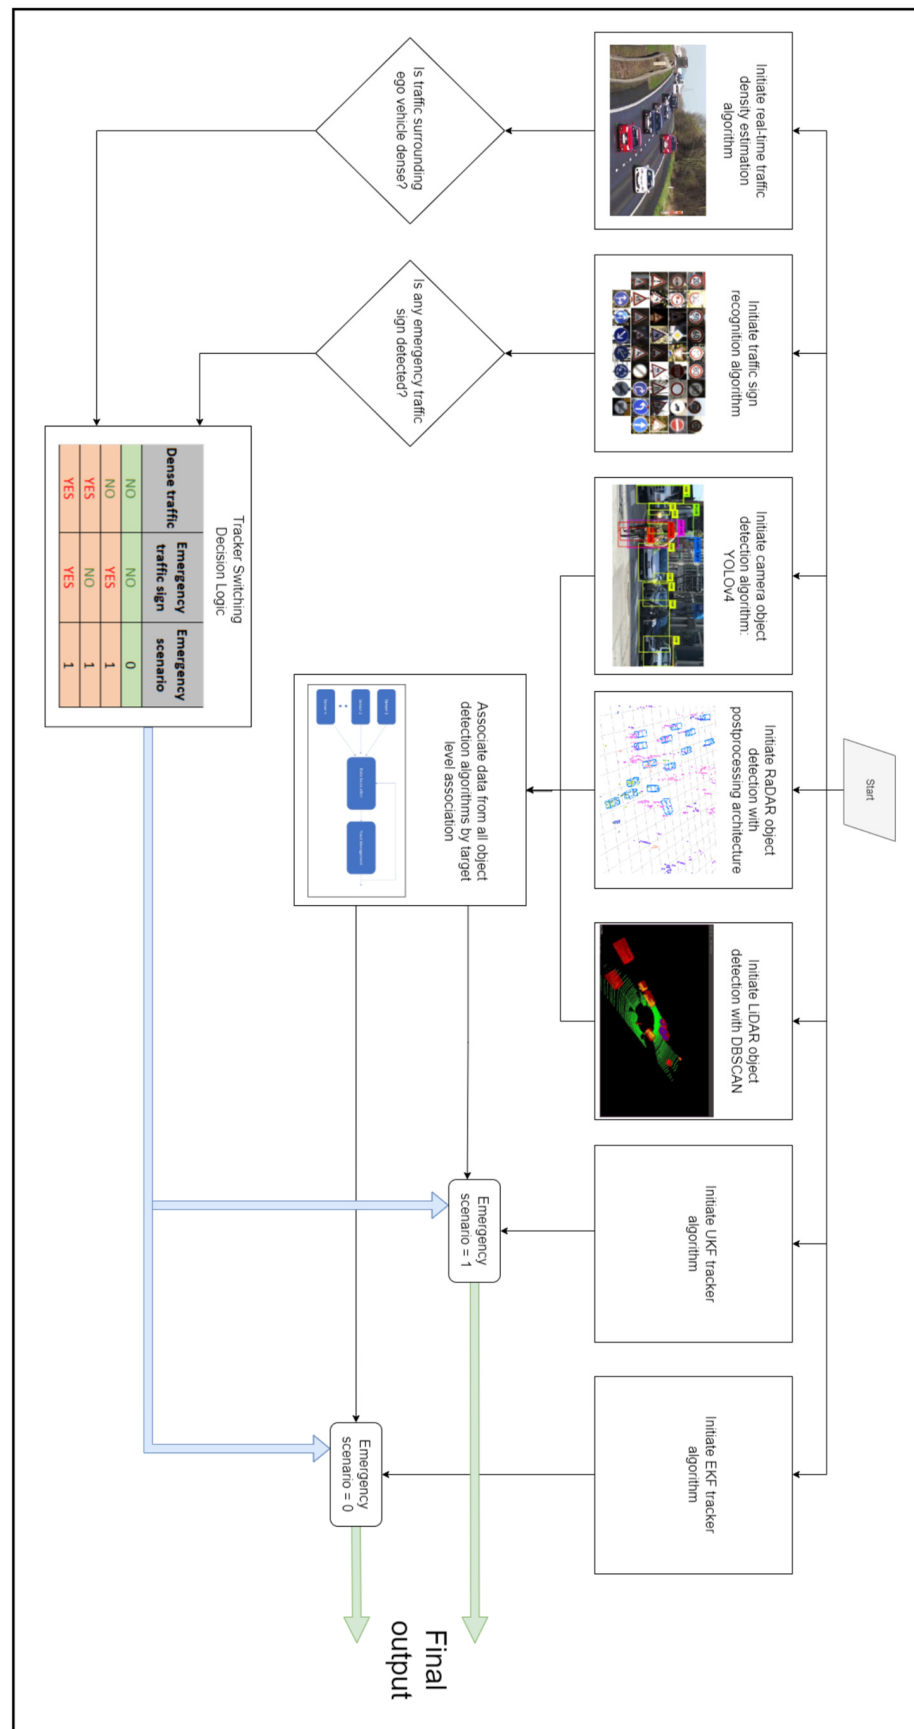 Start
Initiate real-time traffic
density estimation
algorithm
Initiate traffic sign
recognition algorithm
Initiate camera object
detection algorithm:
YOLOv4
Initiate RaDAR object
detection with
postprocessing architecture
Initiate LiDAR object
detection with DBSCAN
Initiate UKF tracker
algorithm
Initiate EKF tracker
algorithm
Is traffic surrounding
ego vehicle dense?
Is any emergency traffic
sign detected?
Associate data from all object
detection algorithms by target
level association
Emergency
scenario = 1
Emergency
scenario = 0
Tracker Switching
Decision Logic
Dense traffic Emergency traffic sign Emergency scenario
NO NO 0
NO YES 1
YES NO 1
YES YES 1
Final
output